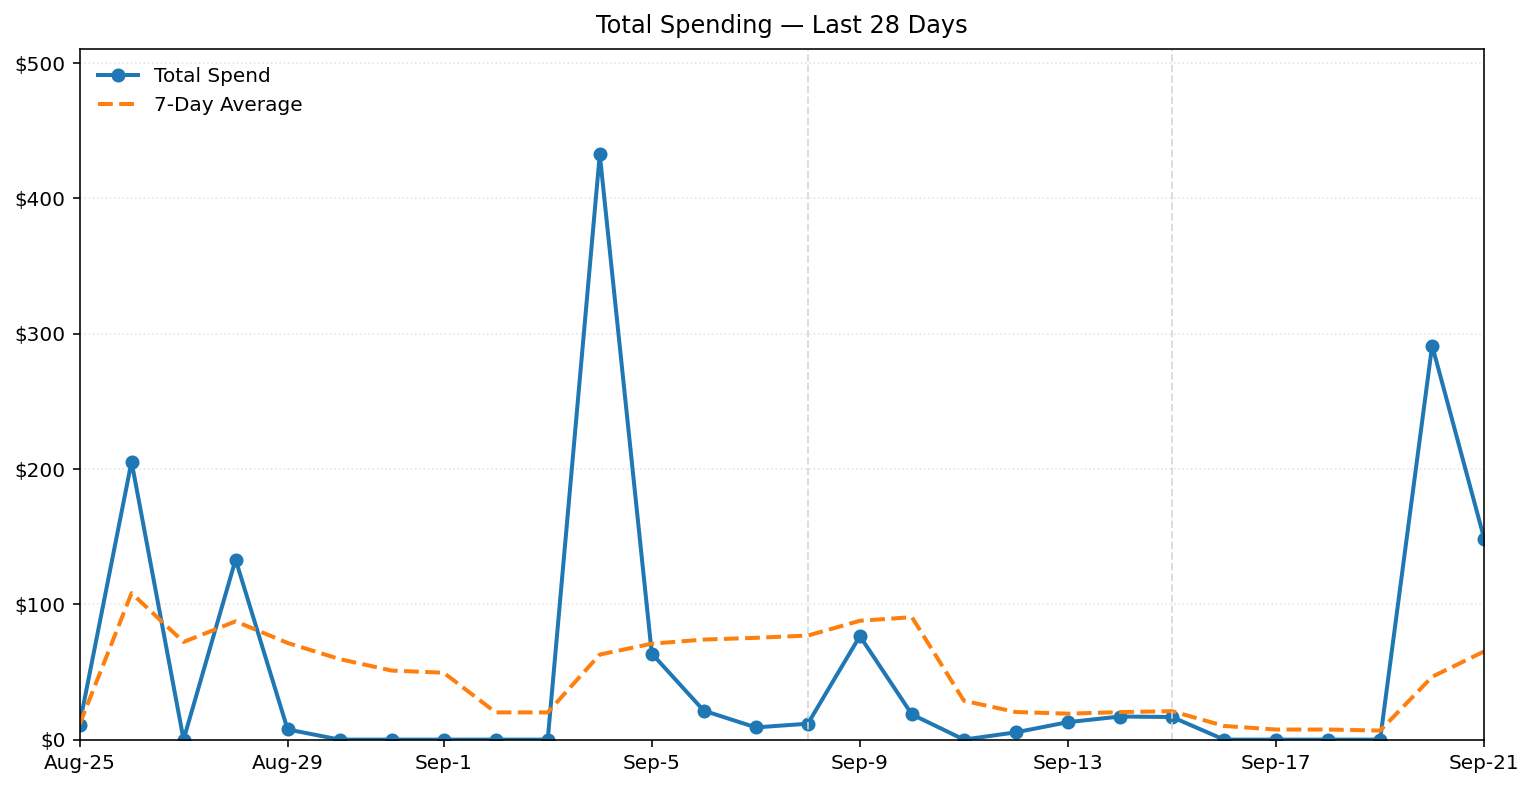 Total Spending — Last 28 Days
$500
$400
$300
$200
$100
$0
Total Spend
7-Day Average
Aug-25 Aug-29 Sep-1 Sep-5 Sep-9 Sep-13 Sep-17 Sep-21